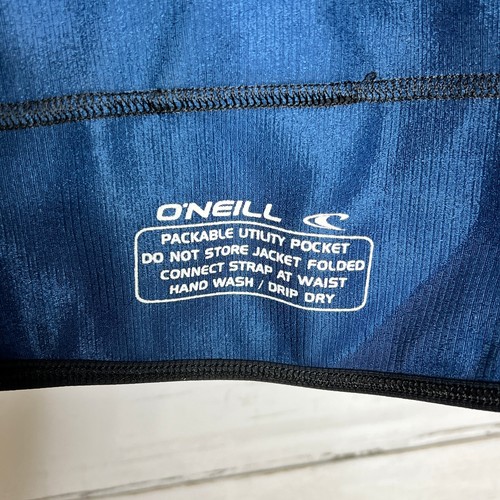 O'NEILL
PACKABLE UTILITY POCKET
DO NOT STORE JACKET FOLDED
CONNECT STRAP AT WAIST
HAND WASH / DRIP DRY